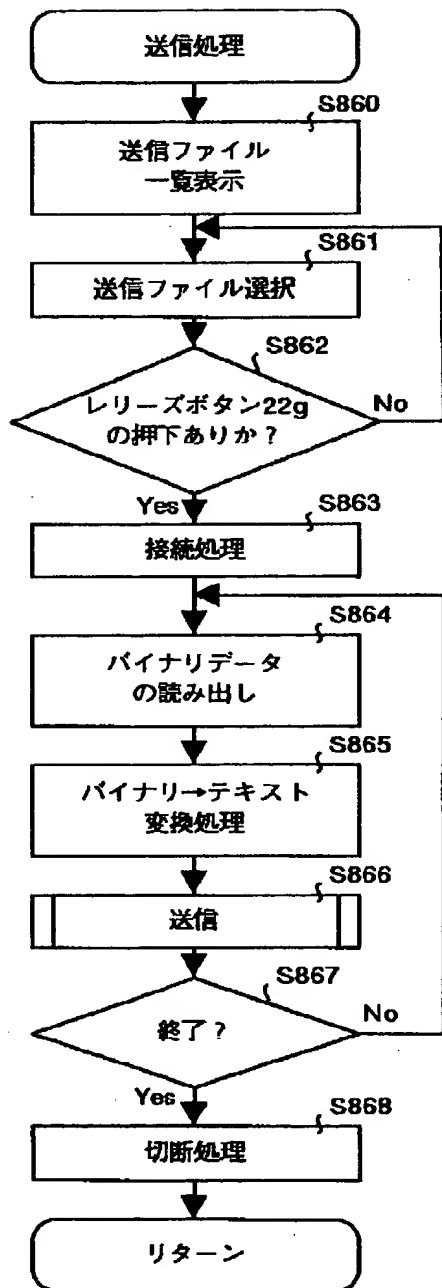 送信処理
S860
送信ファイル
一覧表示
S861
送信ファイル選択
S862
レリーズボタン22g
の押下ありか？
No
Yes
S863
接続処理
S864
バイナリデータ
の読み出し
S865
バイナリ→テキスト
変換処理
S866
送信
S867
終了？
No
Yes
S868
切断処理
リターン